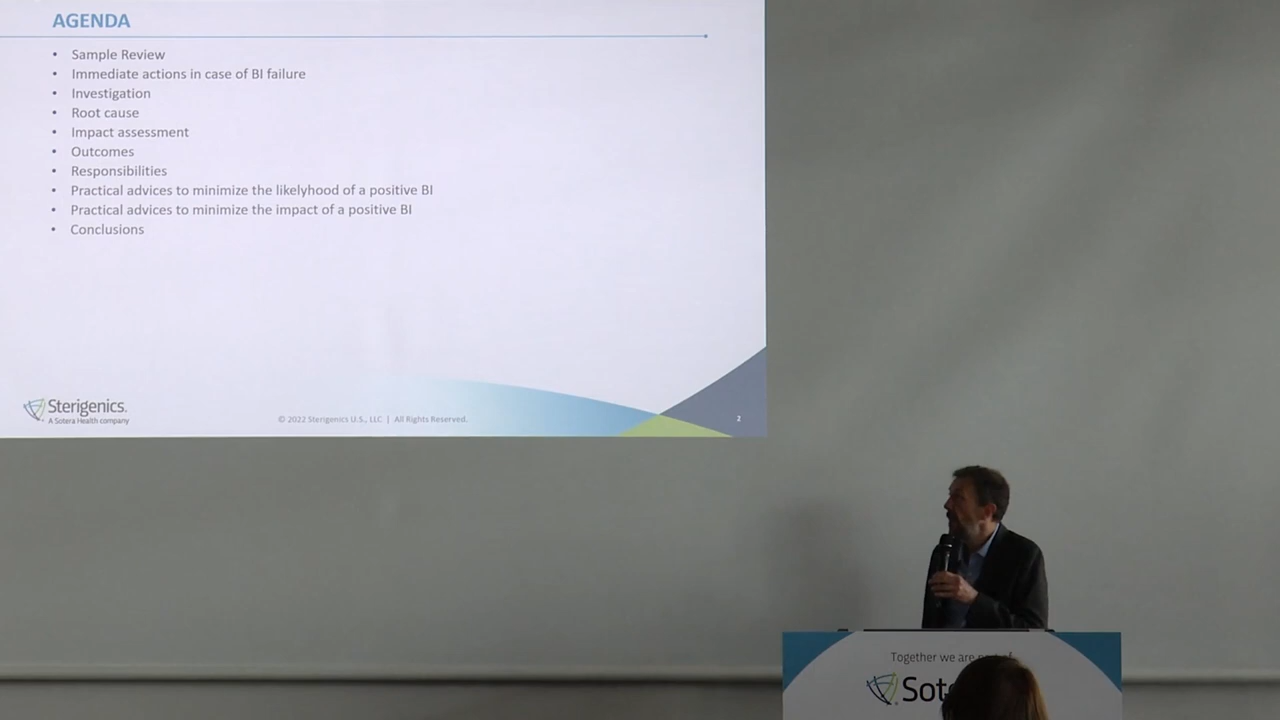 AGENDA
• Sample Review
• Immediate actions in case of BI failure
• Investigation
• Root cause
• Impact assessment
• Outcomes
• Responsibilities
• Practical advices to minimize the likelyhood of a positive BI
• Practical advices to minimize the impact of a positive BI
• Conclusions
Sterigenics.
A Sotera Health company
© 2022 Sterigenics U.S., LLC | All Rights Reserved.
2
Together we are